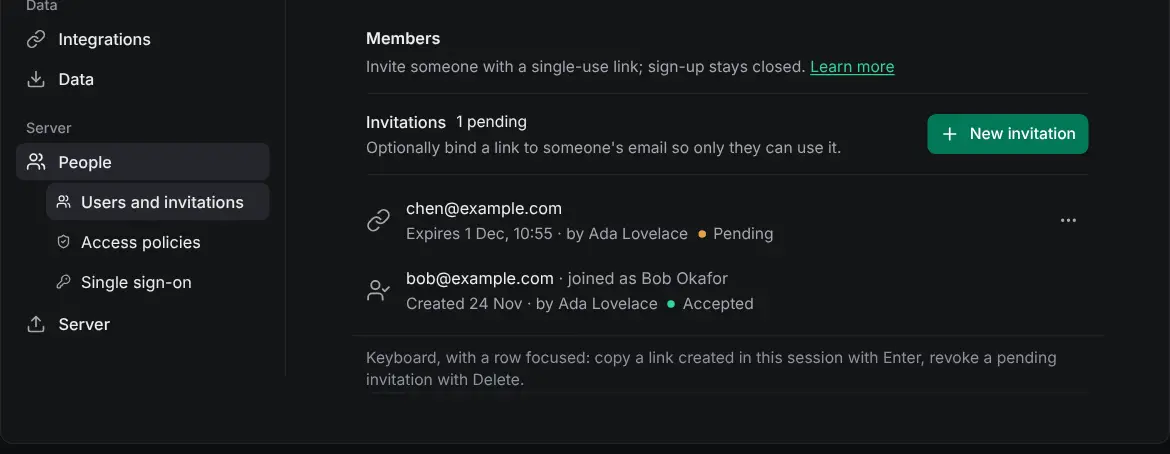 Data
Integrations
Data
Server
People
Users and invitations
Access policies
Single sign-on
Server
Members
Invite someone with a single-use link; sign-up stays closed. Learn more
Invitations 1 pending
Optionally bind a link to someone's email so only they can use it.
New invitation
chen@example.com
Expires 1 Dec, 10:55 · by Ada Lovelace Pending
bob@example.com · joined as Bob Okafor
Created 24 Nov · by Ada Lovelace Accepted
Keyboard, with a row focused: copy a link created in this session with Enter, revoke a pending
invitation with Delete.